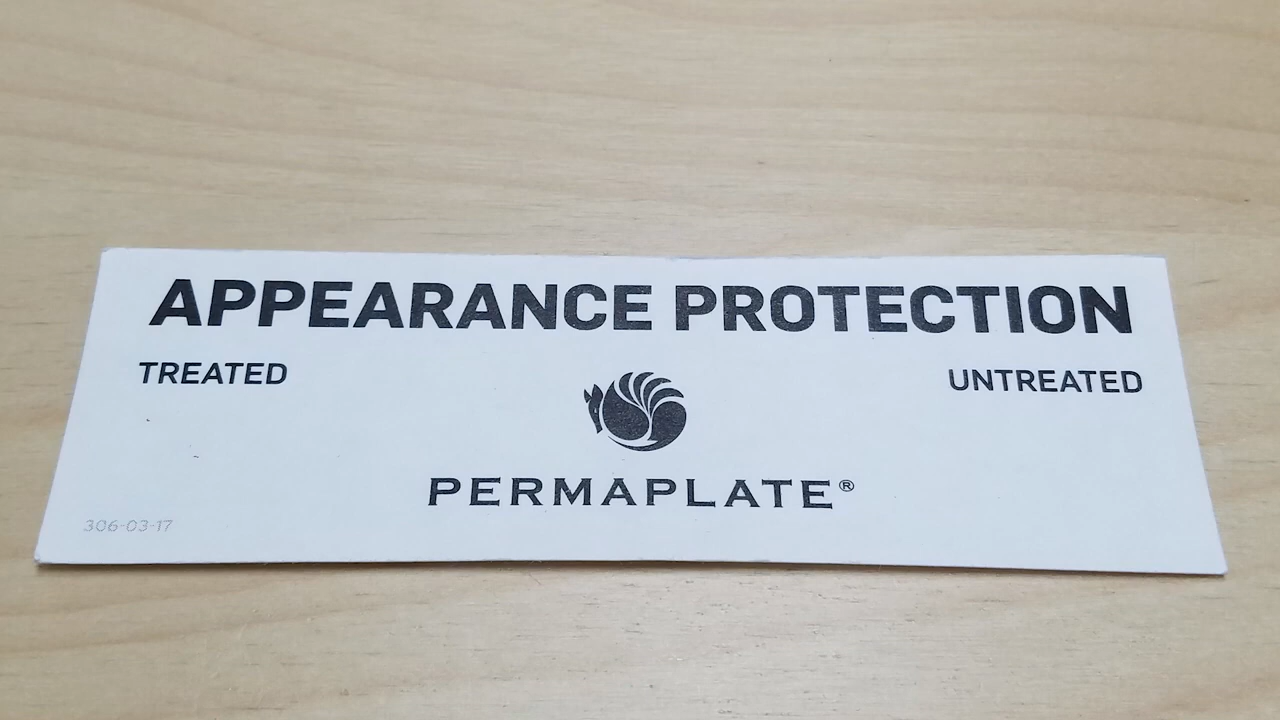 APPEARANCE PROTECTION
TREATED
UNTREATED
PERMAPLATE®
306-03-17